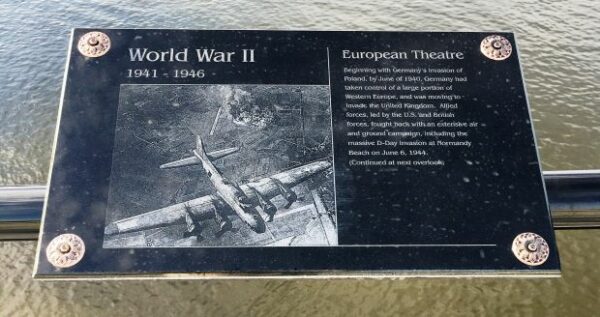 World War II
1941 - 1946
European Theatre
Beginning with Germany's invasion of
Poland, by June of 1940, Germany had
taken control of a large portion of
Western Europe, and was moving to
invade the United Kingdom. Allied
forces, led by the U.S. and British
forces, fought back with an extensive air
and ground campaign, including the
massive D-Day invasion at Normandy
Beach on June 6, 1944.
(Continued at next overlook)